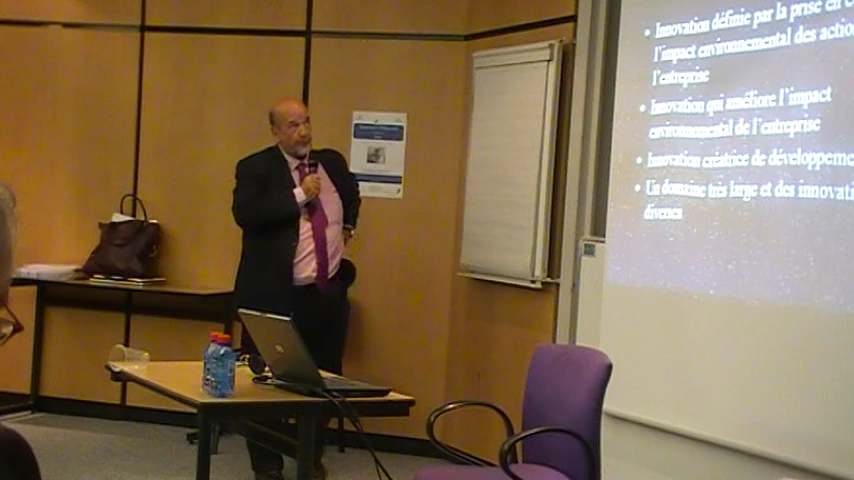 • Innovation définie par la prise en c
l'impact environnemental des actio
l'entreprise
• Innovation qui améliore l'impact
environnemental de l'entreprise
• Innovation créatrice de développeme
• Un domaine très large et des innovati
diverses